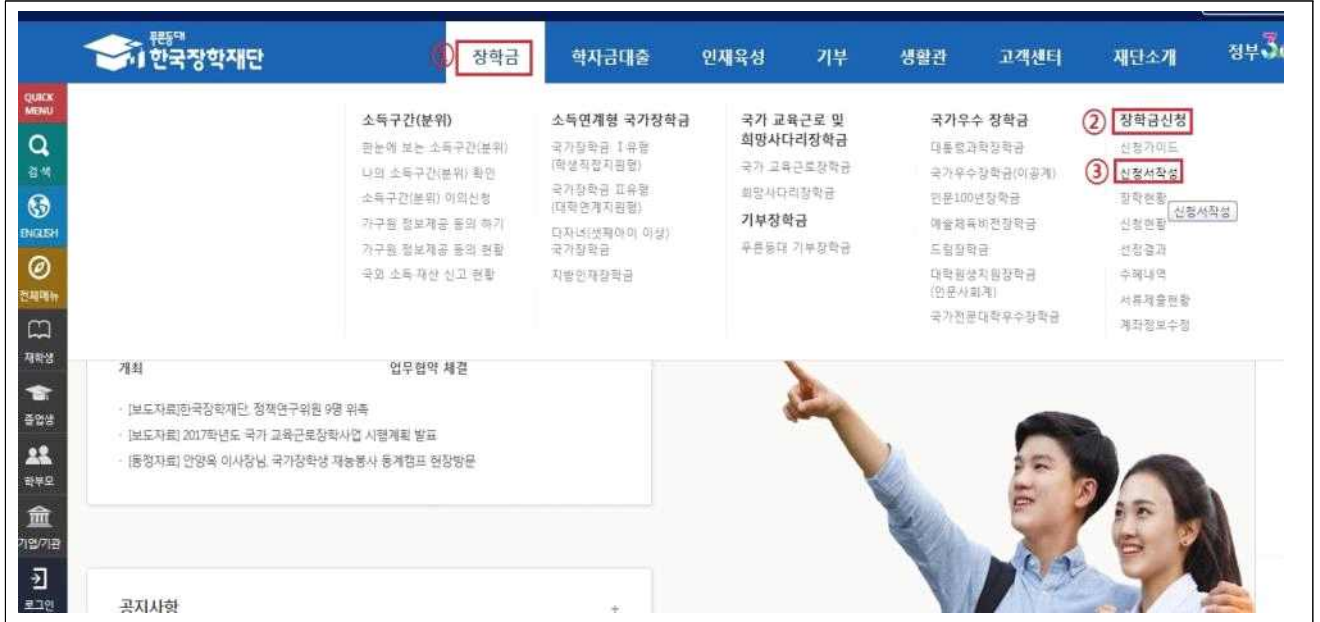 푸른등대
한국장학재단
① 장학금
학자금대출
인재육성
기부
생활관
고객센터
재단소개
정부3.
QUICK
MENU
검색
ENGLISH
전체메뉴
재학생
졸업생
학부모
기업/기관
로그인
소득구간(분위)
한눈에 보는 소득구간(분위)
나의 소득구간(분위) 확인
소득구간(분위) 이의신청
가구원 정보제공 동의 하기
가구원 정보제공 동의 현황
국외 소득·재산 신고 현황
소득연계형 국가장학금
국가장학금 I 유형
(학생직접지원형)
국가장학금 II유형
(대학연계지원형)
다자녀(셋째아이 이상)
국가장학금
지방인재장학금
국가 교육근로 및
희망사다리장학금
국가 교육근로장학금
희망사다리장학금
기부장학금
푸른등대 기부장학금
국가우수 장학금
대통령과학장학금
국가우수장학금(이공계)
인문100년장학금
예술체육비전장학금
드림장학금
대학원생지원장학금
(인문사회계)
국가전문대학우수장학금
② 장학금신청
신청가이드
③ 신청서작성
장학현황
신청서작성
신청현황
선정결과
수혜내역
서류제출현황
계좌정보수정
개최
업무협약 체결
· [보도자료]한국장학재단, 정책연구위원 9명 위촉
· [보도자료] 2017학년도 국가 교육근로장학사업 시행계획 발표
· [동정자료] 안양옥 이사장님, 국가장학생 재능봉사 동계캠프 현장방문
공지사항
+